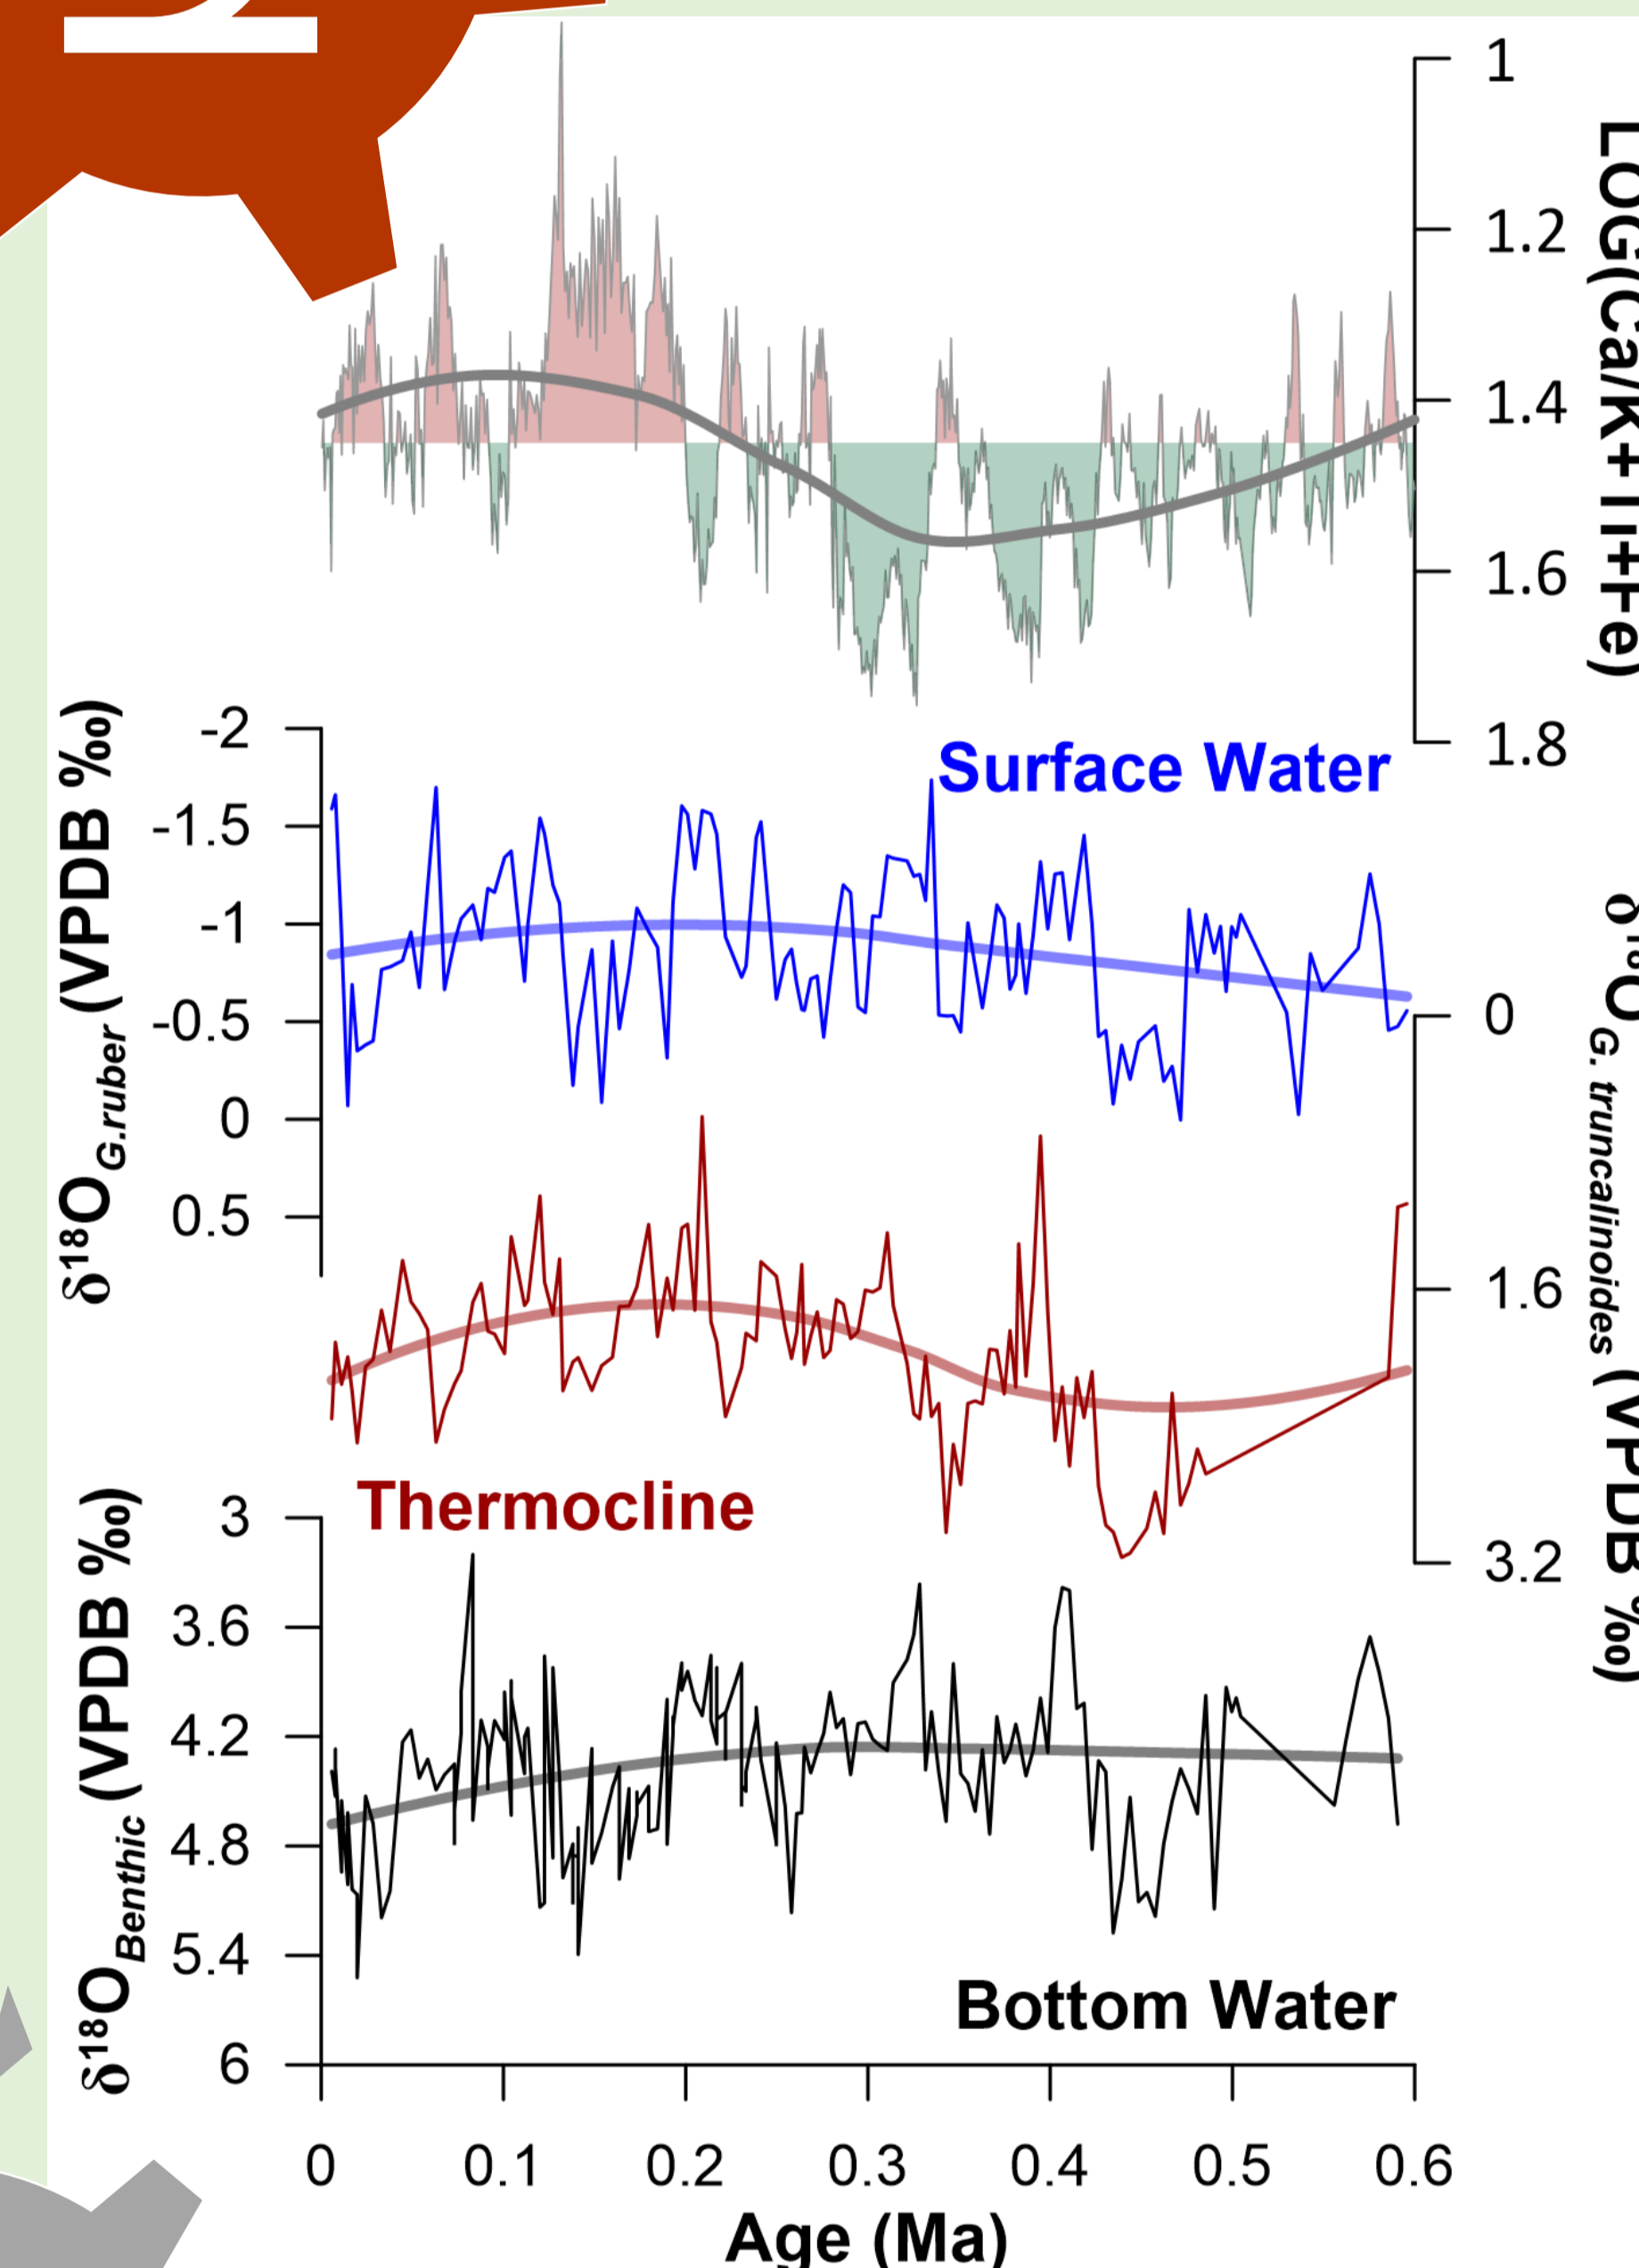 1
1.2
1.4
1.6
1.8
LOG(Ca/K+Ti+Fe)
-2
-1.5
-1
-0.5
0
0.5
δ18OG.ruber (VPDB ‰)
Surface Water
0
1.6
3.2
δ18OG. truncalinoides (VPDB ‰)
Thermocline
3
3.6
4.2
4.8
5.4
6
δ18OBenthic (VPDB ‰)
Bottom Water
0 0.1 0.2 0.3 0.4 0.5 0.6
Age (Ma)